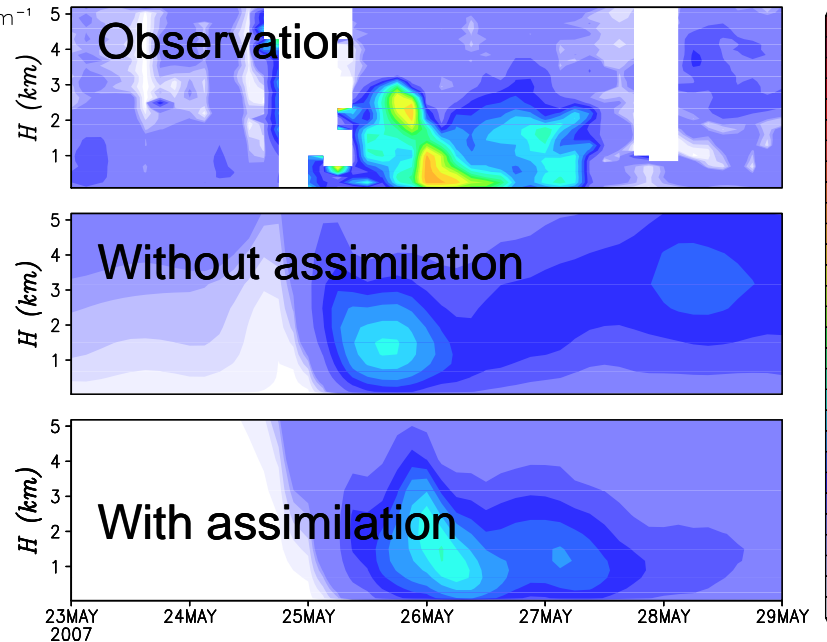 m⁻¹
5
Observation
4
3
H (km)
2
1
5
Without assimilation
4
3
H (km)
2
1
5
4
3
H (km)
With assimilation
2
1
23MAY 24MAY 25MAY 26MAY 27MAY 28MAY 29MAY
2007